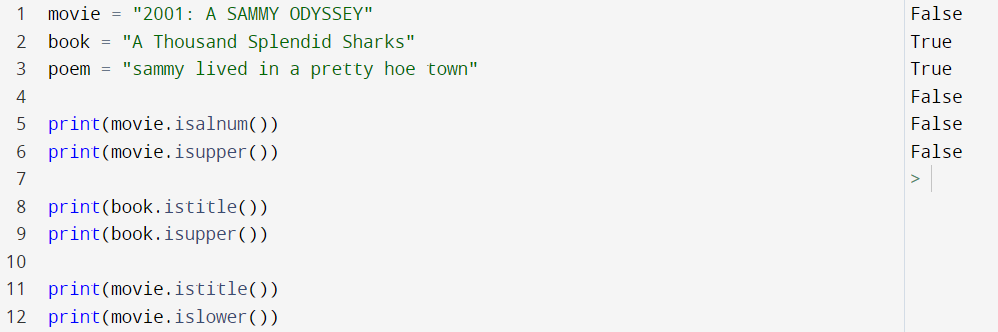 1 movie = "2001: A SAMMY ODYSSEY"
2 book = "A Thousand Splendid Sharks"
3 poem = "sammy lived in a pretty hoe town"
4
5 print(movie.isalnum())
6 print(movie.isupper())
7
8 print(book.istitle())
9 print(book.isupper())
10
11 print(movie.istitle())
12 print(movie.islower())
False
True
True
False
False
False
>